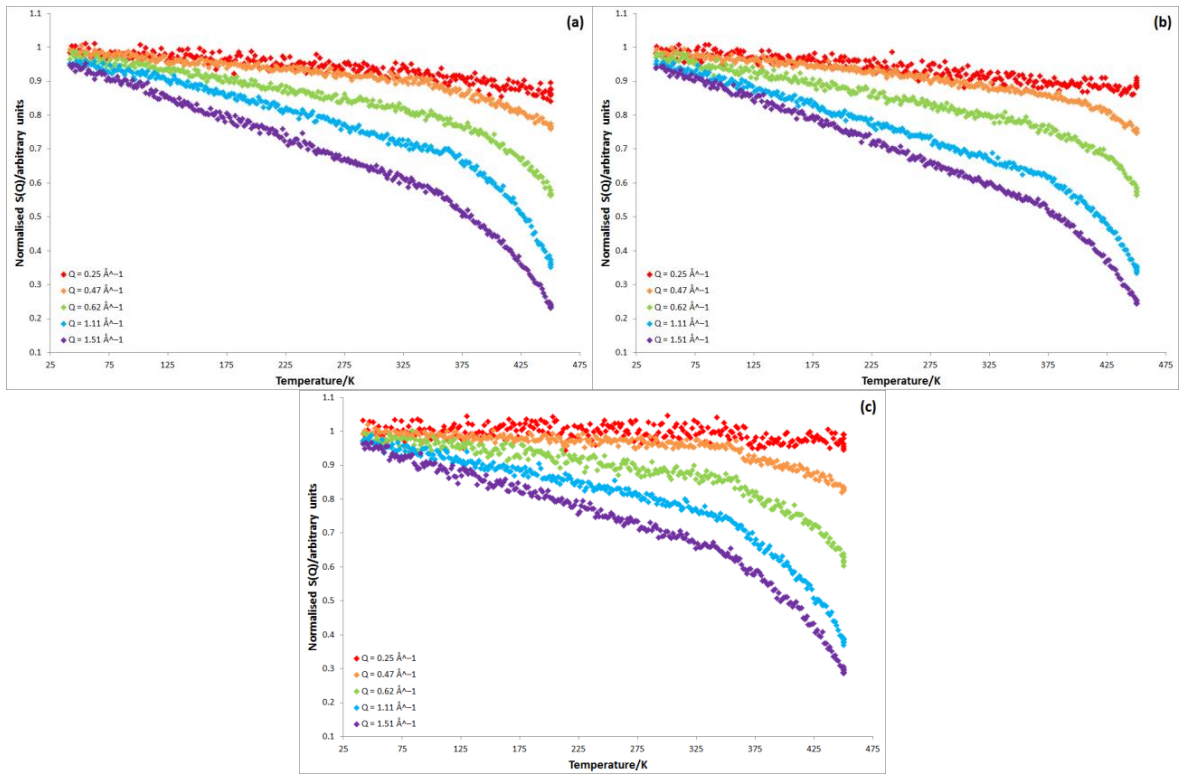 (a)
Normalised S(Q)/arbitrary units
1.1
1
0.9
0.8
0.7
0.6
0.5
0.4
0.3
0.2
0.1
Q = 0.25 Å^−1
Q = 0.47 Å^−1
Q = 0.62 Å^−1
Q = 1.11 Å^−1
Q = 1.51 Å^−1
25 75 125 175 225 275 325 375 425 475
Temperature/K
(b)
Normalised S(Q)/arbitrary units
1.1
1
0.9
0.8
0.7
0.6
0.5
0.4
0.3
0.2
0.1
Q = 0.25 Å^−1
Q = 0.47 Å^−1
Q = 0.62 Å^−1
Q = 1.11 Å^−1
Q = 1.51 Å^−1
25 75 125 175 225 275 325 375 425 475
Temperature/K
(c)
Normalised S(Q)/arbitrary units
1.1
1
0.9
0.8
0.7
0.6
0.5
0.4
0.3
0.2
0.1
Q = 0.25 Å^−1
Q = 0.47 Å^−1
Q = 0.62 Å^−1
Q = 1.11 Å^−1
Q = 1.51 Å^−1
25 75 125 175 225 275 325 375 425 475
Temperature/K